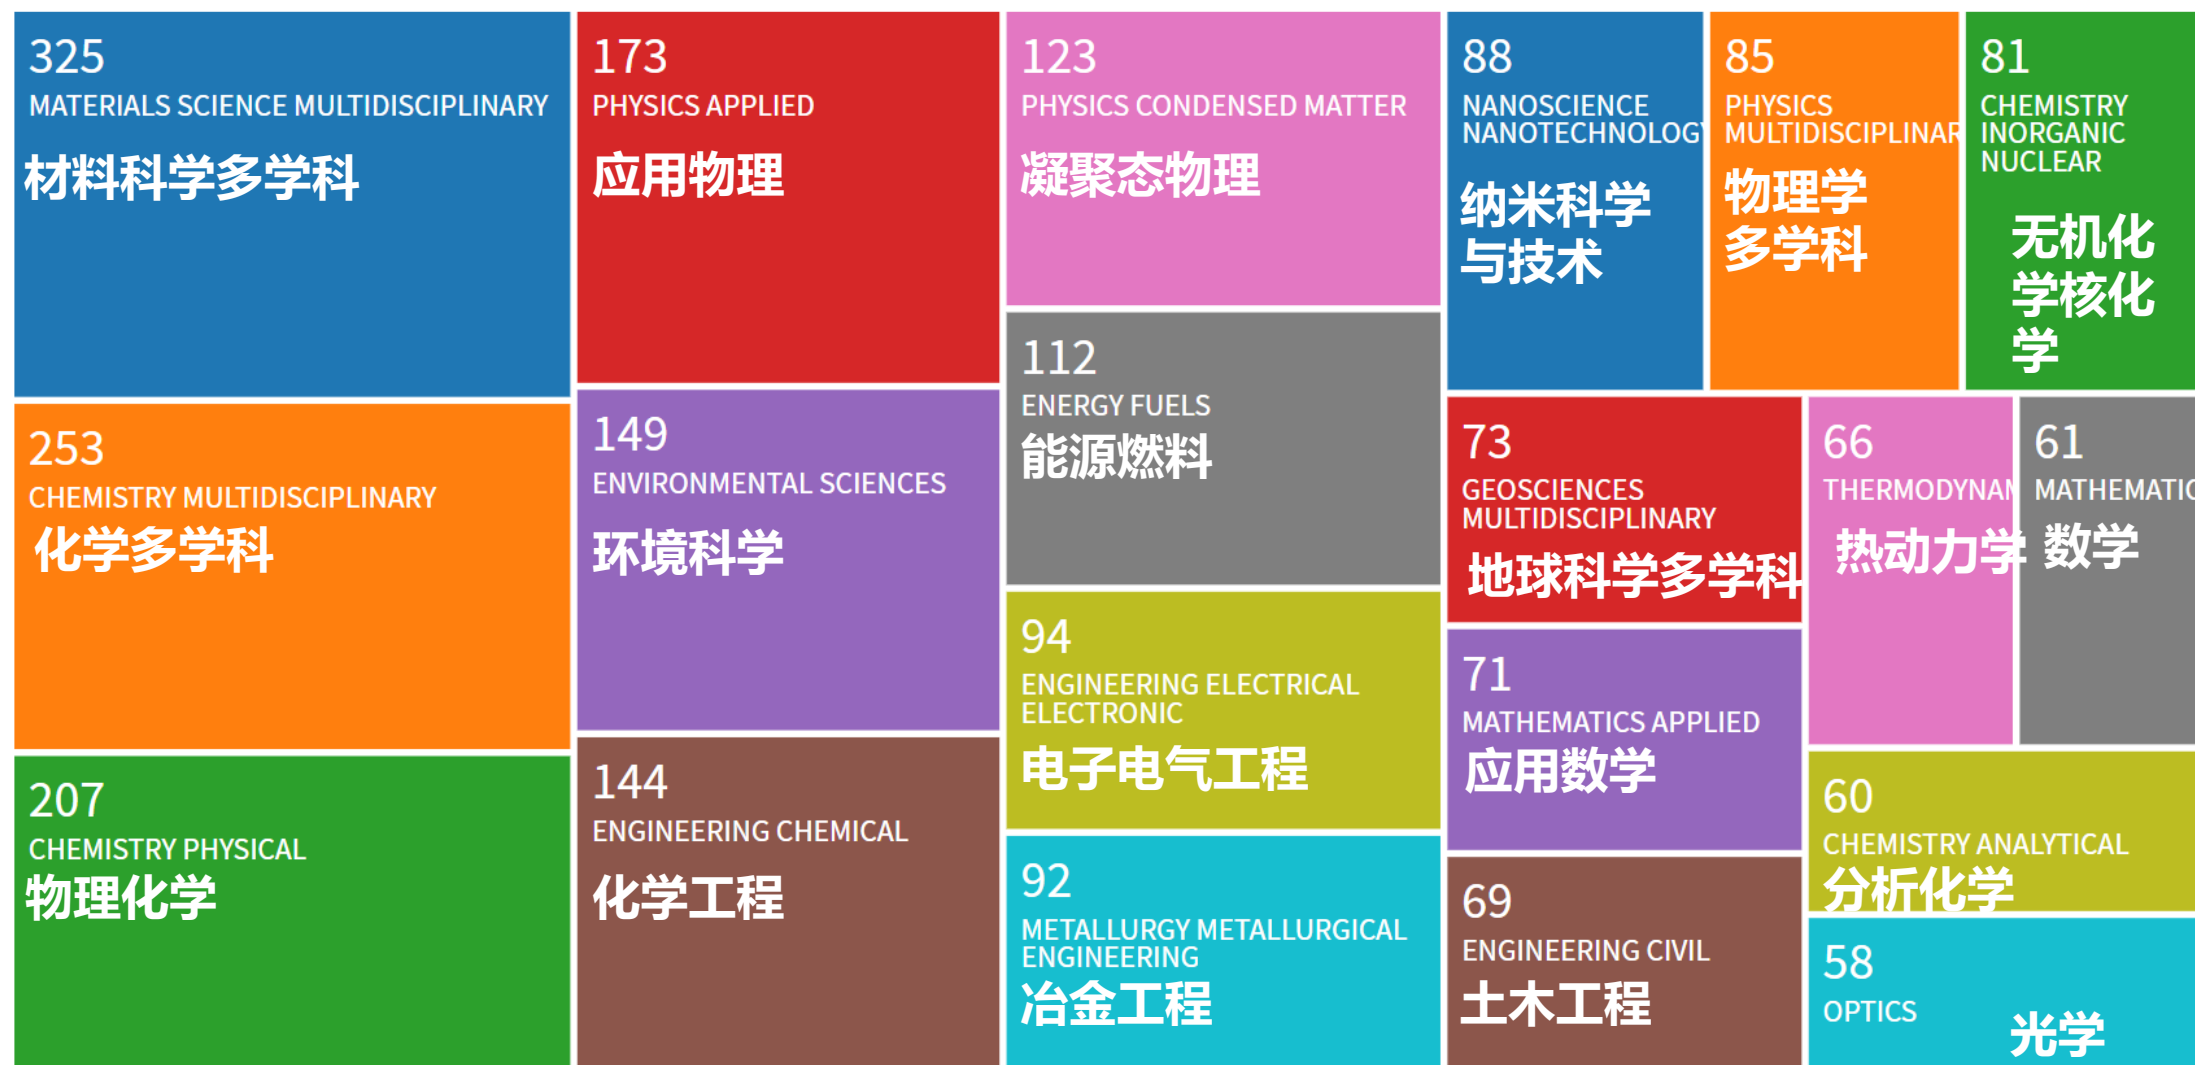 325
MATERIALS SCIENCE MULTIDISCIPLINARY
材料科学多学科
253
CHEMISTRY MULTIDISCIPLINARY
化学多学科
207
CHEMISTRY PHYSICAL
物理化学
173
PHYSICS APPLIED
应用物理
149
ENVIRONMENTAL SCIENCES
环境科学
144
ENGINEERING CHEMICAL
化学工程
123
PHYSICS CONDENSED MATTER
凝聚态物理
112
ENERGY FUELS
能源燃料
94
ENGINEERING ELECTRICAL
ELECTRONIC
电子电气工程
92
METALLURGY METALLURGICAL
ENGINEERING
冶金工程
88
NANOSCIENCE
NANOTECHNOLOGY
纳米科学
与技术
85
PHYSICS
MULTIDISCIPLINAR
物理学
多学科
81
CHEMISTRY
INORGANIC
NUCLEAR
无机化
学核化
学
73
GEOSCIENCES
MULTIDISCIPLINARY
地球科学多学科
71
MATHEMATICS APPLIED
应用数学
69
ENGINEERING CIVIL
土木工程
66
THERMODYNAM
热动力学
61
MATHEMATIC
数学
60
CHEMISTRY ANALYTICAL
分析化学
58
OPTICS
光学